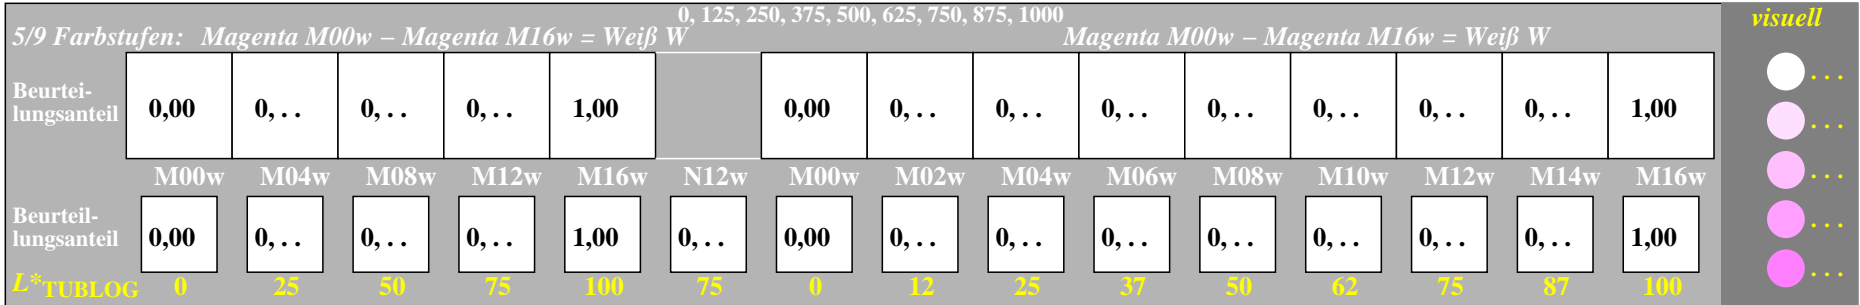 0, 125, 250, 375, 500, 625, 750, 875, 1000
visuell
5/9 Farbstufen: Magenta M00w – Magenta M16w = Weiß W Magenta M00w – Magenta M16w = Weiß W
Beurtei-
lungsanteil
0,00 0, . . 0, . . 0, . . 1,00 0,00 0, . . 0, . . 0, . . 0, . . 0, . . 0, . . 0, . . 1,00
M00w M04w M08w M12w M16w N12w M00w M02w M04w M06w M08w M10w M12w M14w M16w
Beurteil-
lungsanteil
0,00 0, . . 0, . . 0, . . 1,00 0, . . 0,00 0, . . 0, . . 0, . . 0, . . 0, . . 0, . . 0, . . 1,00
L*TUBLOG 0 25 50 75 100 75 0 12 25 37 50 62 75 87 100
. . .
. . .
. . .
. . .
. . .